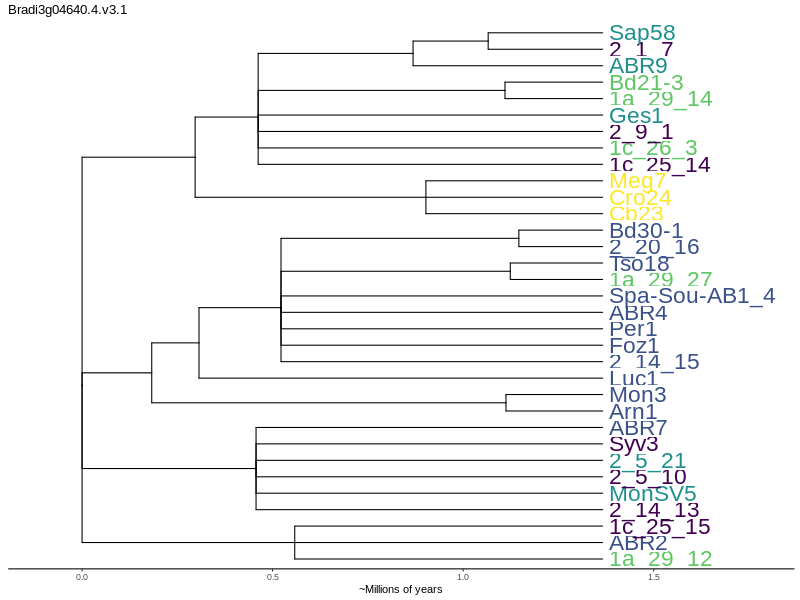 Bradi3g04640.4.v3.1
Sap58
2_1_7
ABR9
Bd21-3
1a_29_14
Ges1
2_9_1
1c_26_3
1c_25_14
Meg7
Cro24
Cb23
Bd30-1
2_20_16
Tso18
1a_29_27
Spa-Sou-AB1_4
ABR4
Per1
Foz1
2_14_15
Luc1
Mon3
Arn1
ABR7
Syv3
2_5_21
2_5_10
MonSV5
2_14_13
1c_25_15
ABR2
1a_29_12
0.0 0.5 1.0 1.5
~Millions of years